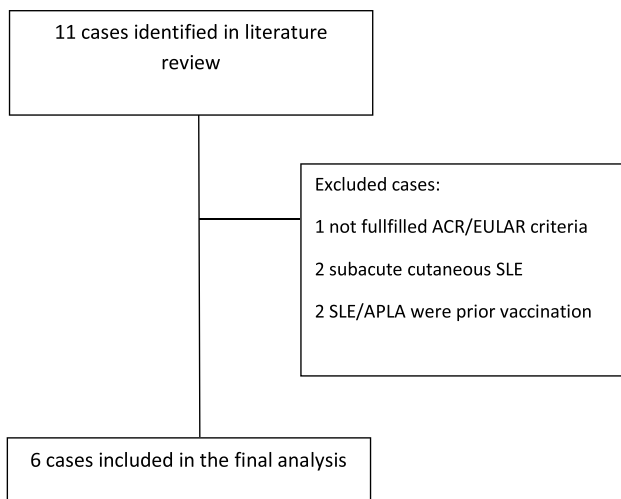 11 cases identified in literature
review
Excluded cases:
1 not fullfilled ACR/EULAR criteria
2 subacute cutaneous SLE
2 SLE/APLA were prior vaccination
6 cases included in the final analysis